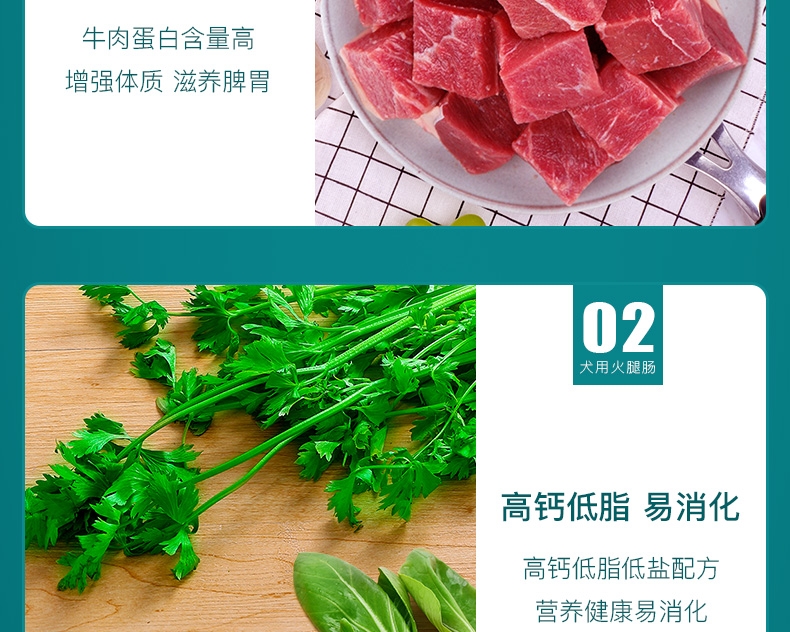 牛肉蛋白含量高
增强体质 滋养脾胃
02
犬用火腿肠
高钙低脂 易消化
高钙低脂低盐配方
营养健康易消化